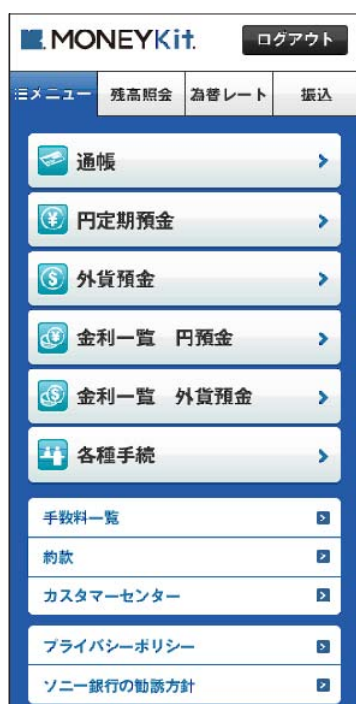 MONEYKit.
ログアウト
メニュー 残高照会 為替レート 振込
通帳
円定期預金
外貨預金
金利一覧 円預金
金利一覧 外貨預金
各種手続
手数料一覧
約款
カスタマーセンター
プライバシーポリシー
ソニー銀行の勧誘方針